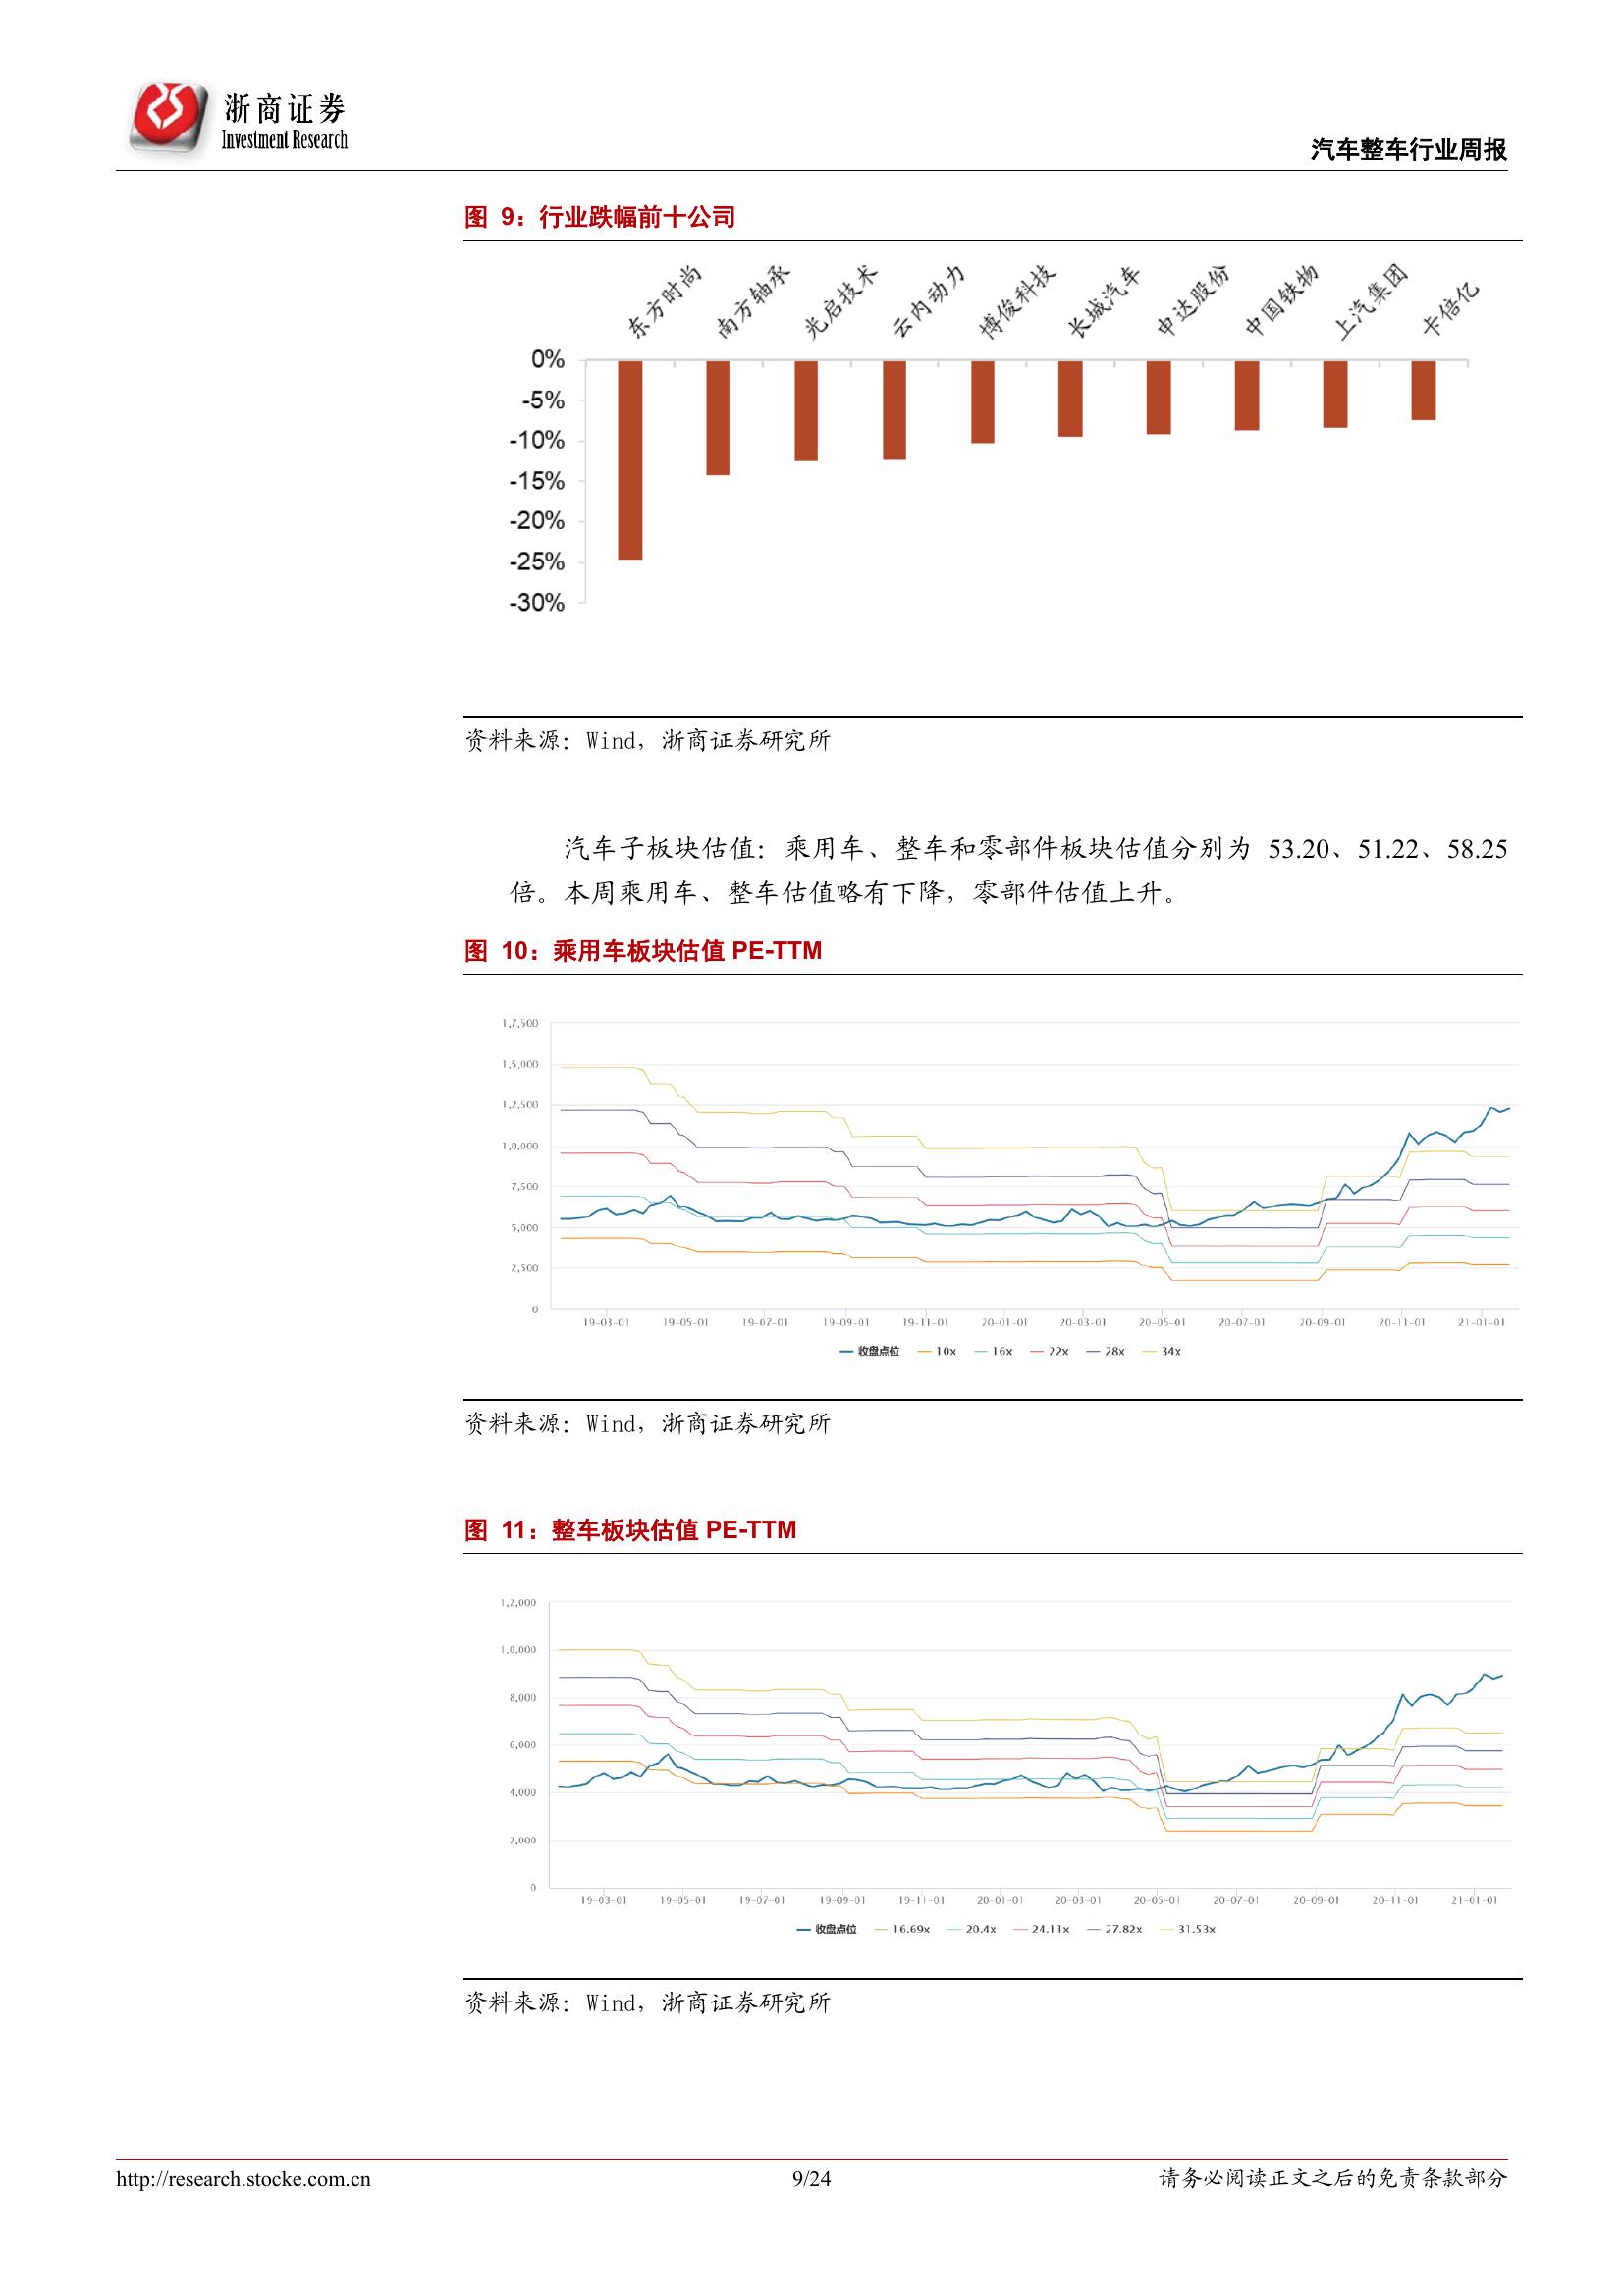 浙商证券
Investment Research
汽车整车行业周报
图 9：行业跌幅前十公司
东方时尚 南方轴承 光启技术 云内动力 博俊科技 长城汽车 申达股份 中国铁物 上汽集团 卡倍亿
0%
-5%
-10%
-15%
-20%
-25%
-30%
资料来源：Wind，浙商证券研究所
汽车子板块估值：乘用车、整车和零部件板块估值分别为 53.20、51.22、58.25
倍。本周乘用车、整车估值略有下降，零部件估值上升。
图 10：乘用车板块估值 PE-TTM
1,7,500
1,5,000
1,2,500
1,0,000
7,500
5,000
2,500
0
19-03-01 19-05-01 19-07-01 19-09-01 19-11-01 20-01-01 20-03-01 20-05-01 20-07-01 20-09-01 20-11-01 21-01-01
收盘点位 10x 16x 22x 28x 34x
资料来源：Wind，浙商证券研究所
图 11：整车板块估值 PE-TTM
1,2,000
1,0,000
8,000
6,000
4,000
2,000
0
19-03-01 19-05-01 19-07-01 19-09-01 19-11-01 20-01-01 20-03-01 20-05-01 20-07-01 20-09-01 20-11-01 21-01-01
收盘点位 16.69x 20.4x 24.11x 27.82x 31.53x
资料来源：Wind，浙商证券研究所
http://research.stocke.com.cn 9/24 请务必阅读正文之后的免责条款部分